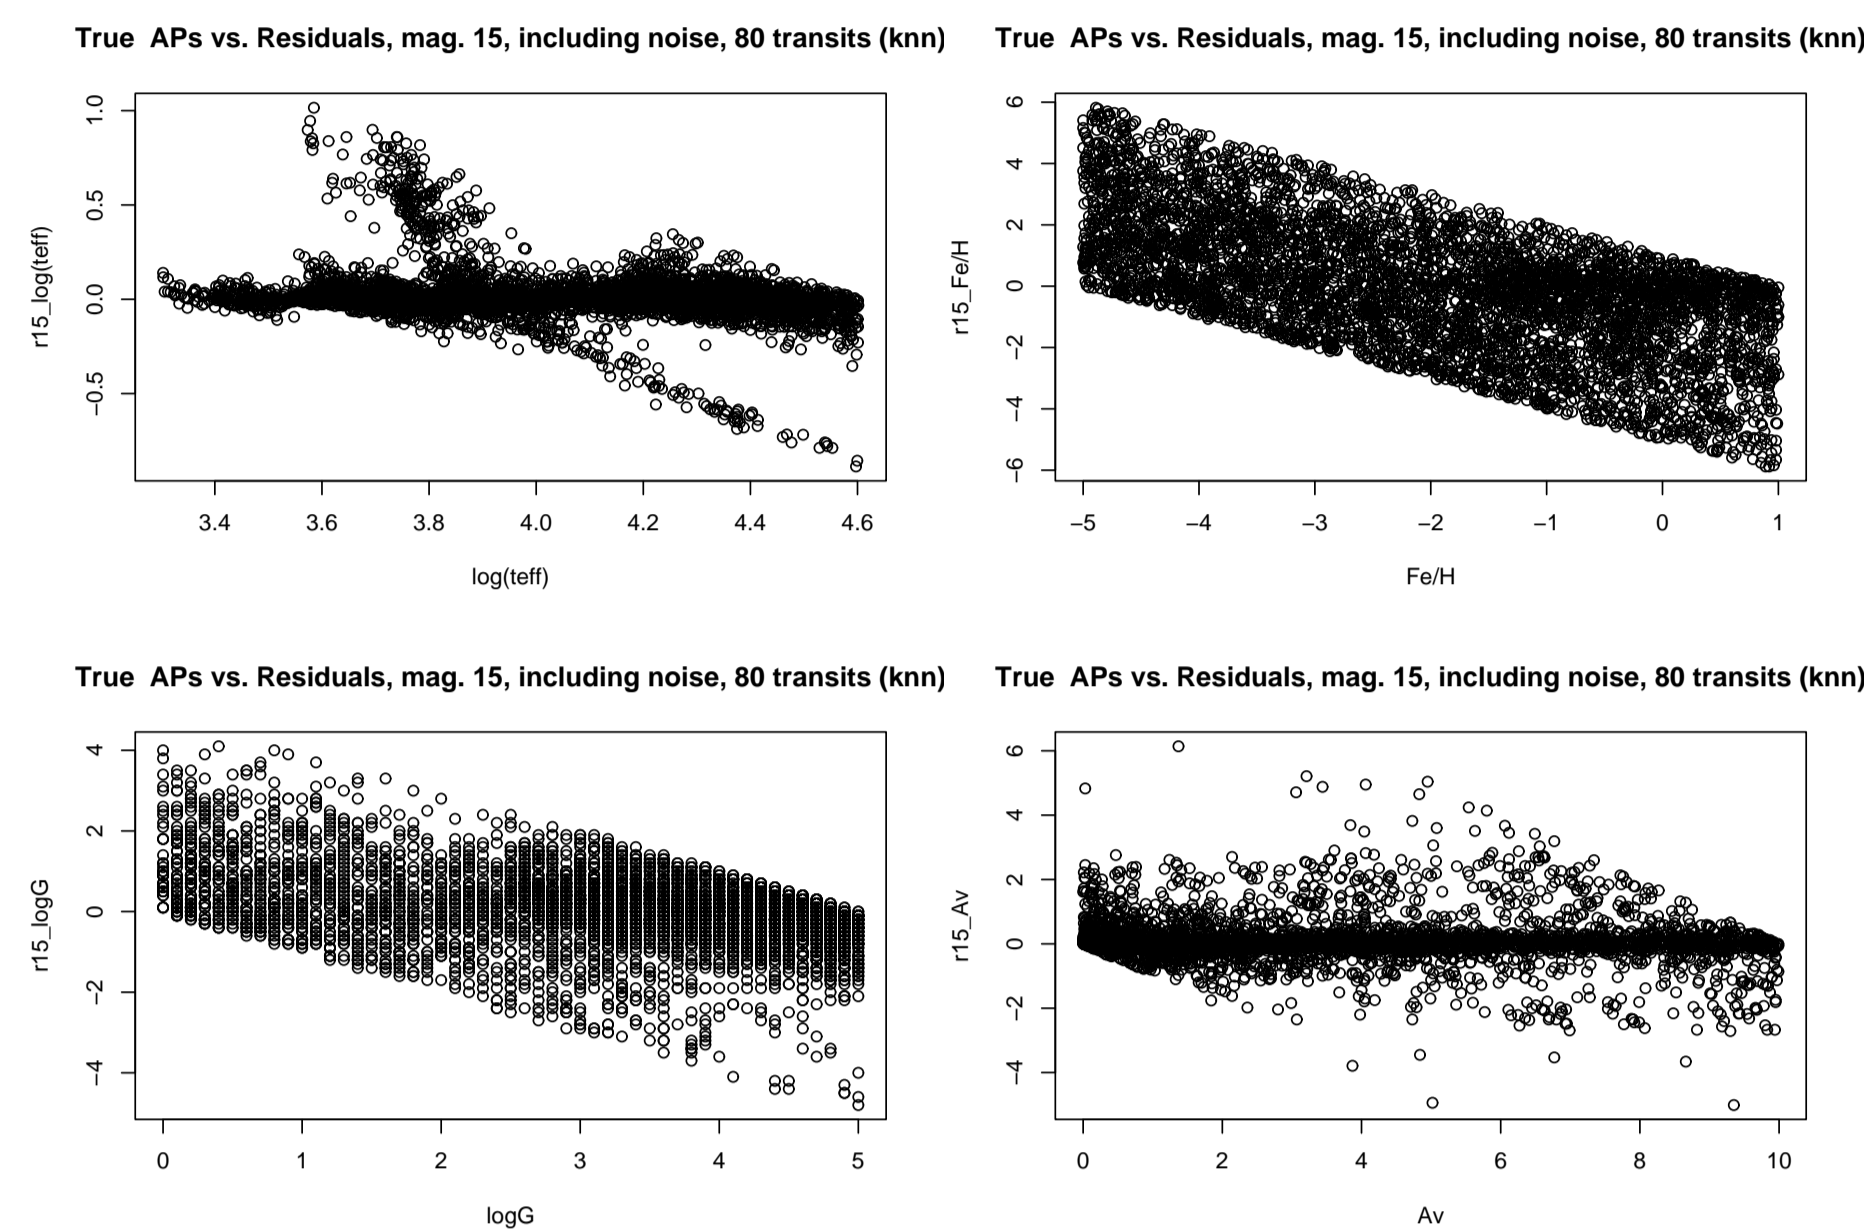 True  APs vs. Residuals, mag. 15, including noise, 80 transits (knn)
r15_log(teff)
1.0
0.5
0.0
−0.5
3.4 3.6 3.8 4.0 4.2 4.4 4.6
log(teff)
True  APs vs. Residuals, mag. 15, including noise, 80 transits (knn)
r15_Fe/H
6
4
2
0
−2
−4
−6
−5 −4 −3 −2 −1 0 1
Fe/H
True  APs vs. Residuals, mag. 15, including noise, 80 transits (knn)
r15_logG
4
2
0
−2
−4
0 1 2 3 4 5
logG
True  APs vs. Residuals, mag. 15, including noise, 80 transits (knn)
r15_Av
6
4
2
0
−2
−4
0 2 4 6 8 10
Av